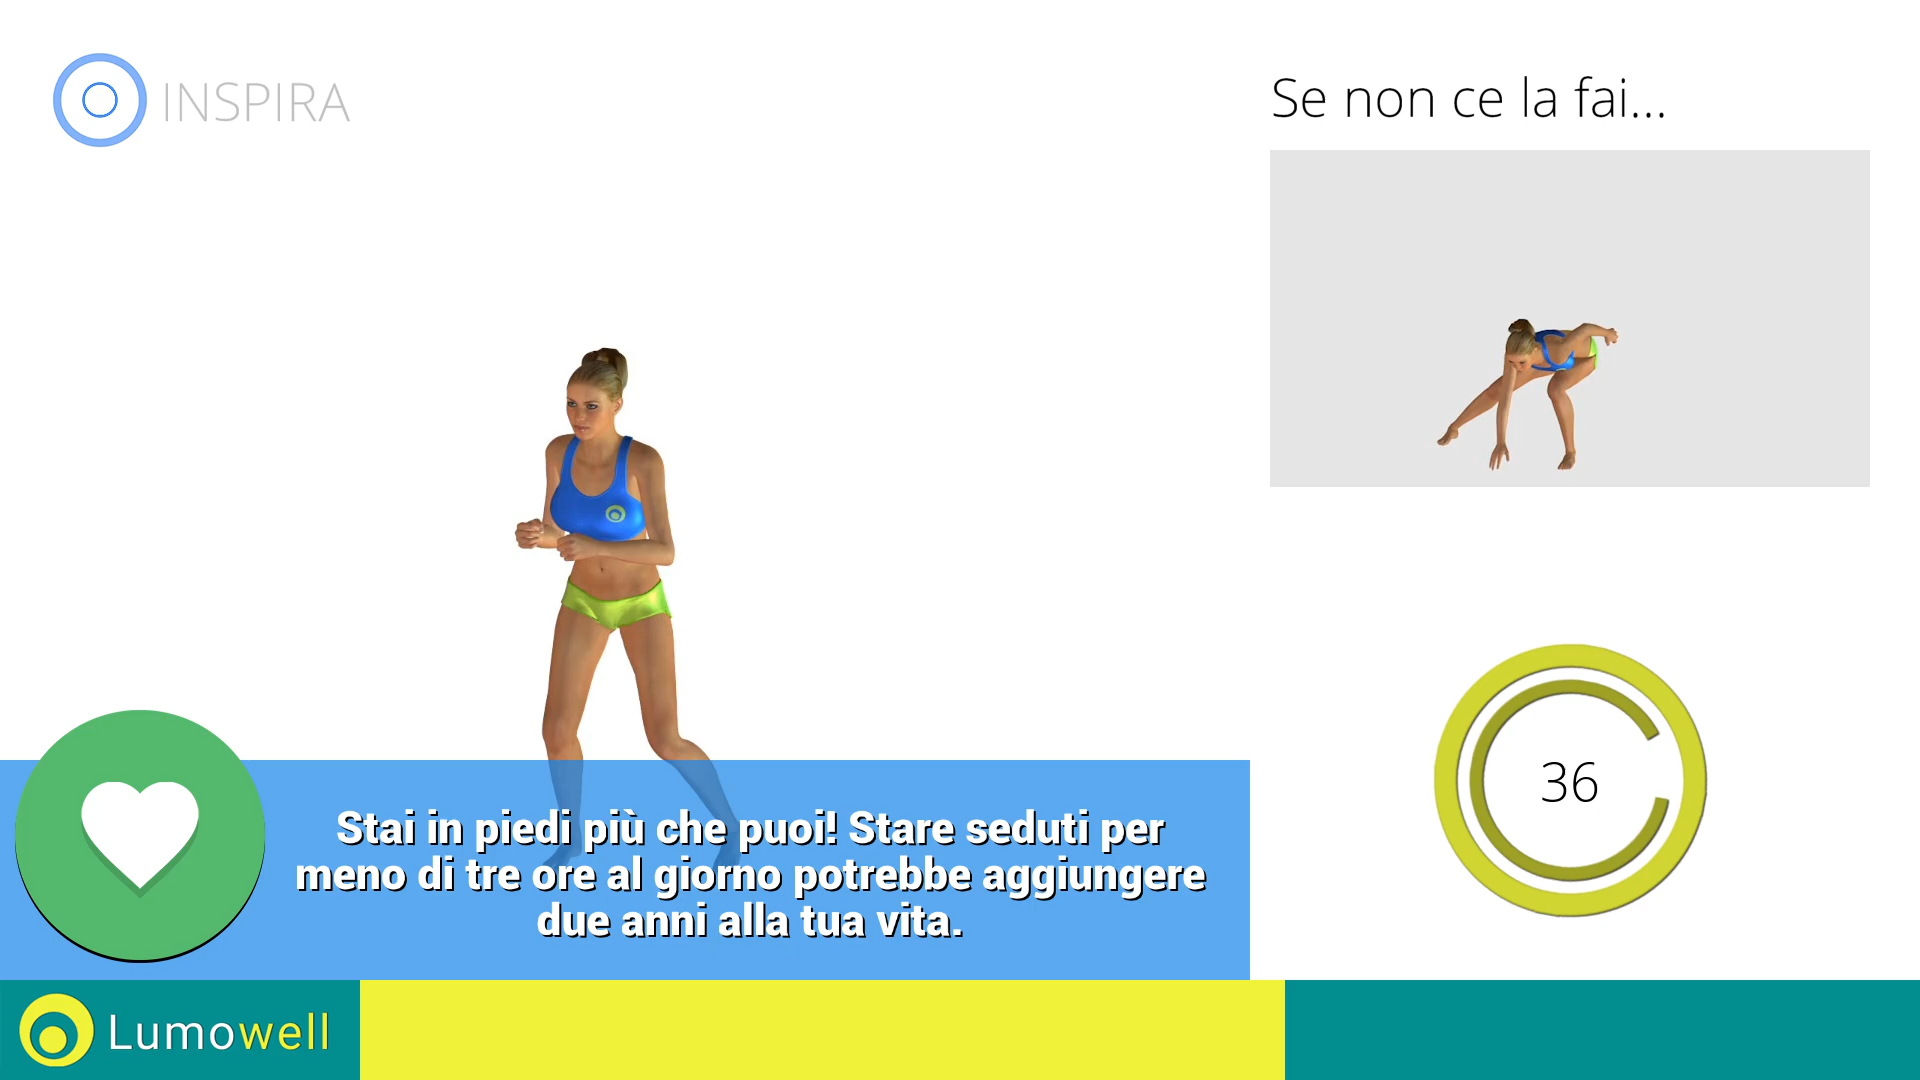 INSPIRA
Se non ce la fai...
36
Stai in piedi più che puoi! Stare seduti per
meno di tre ore al giorno potrebbe aggiungere
due anni alla tua vita.
Lumowell